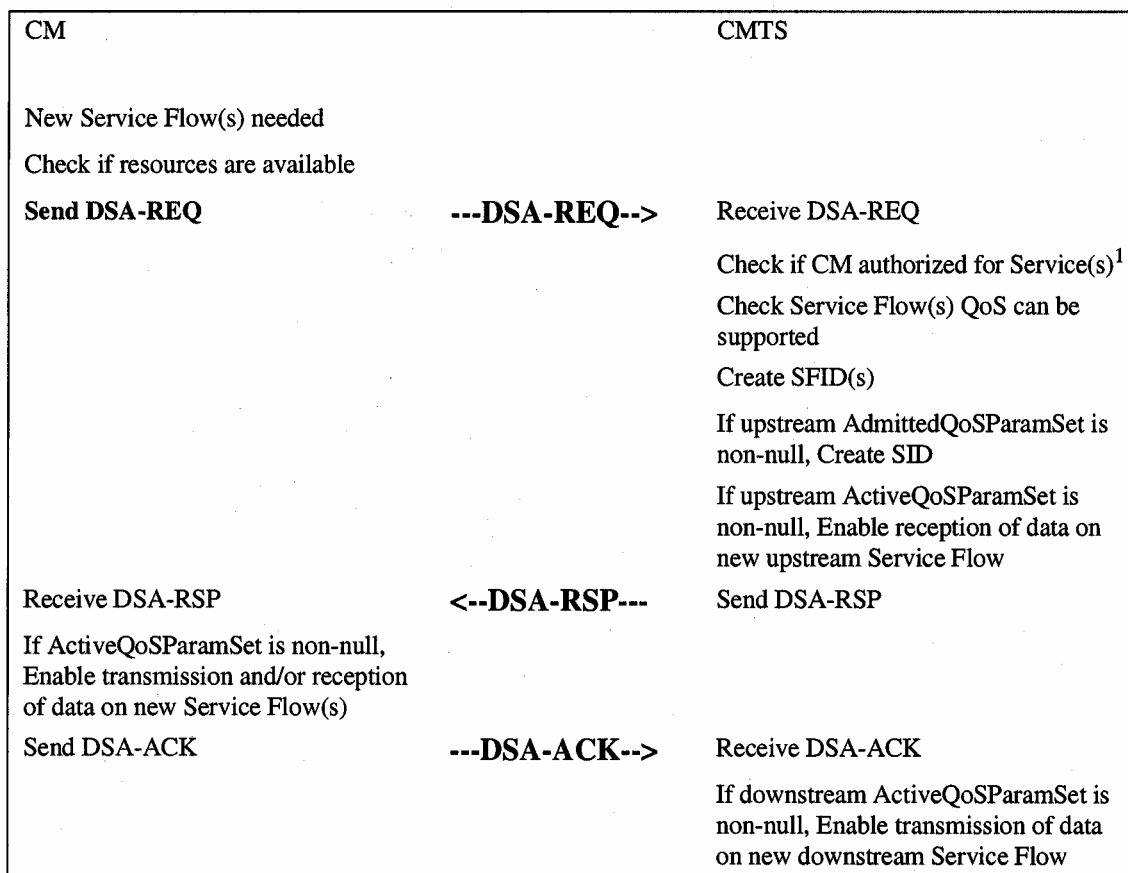 CM CMTS
New Service Flow(s) needed
Check if resources are available
Send DSA-REQ ---DSA-REQ--> Receive DSA-REQ
Check if CM authorized for Service(s)1
Check Service Flow(s) QoS can be
supported
Create SFID(s)
If upstream AdmittedQoSParamSet is
non-null, Create SID
If upstream ActiveQoSParamSet is
non-null, Enable reception of data on
new upstream Service Flow
Receive DSA-RSP <--DSA-RSP--- Send DSA-RSP
If ActiveQoSParamSet is non-null,
Enable transmission and/or reception
of data on new Service Flow(s)
Send DSA-ACK ---DSA-ACK--> Receive DSA-ACK
If downstream ActiveQoSParamSet is
non-null, Enable transmission of data
on new downstream Service Flow